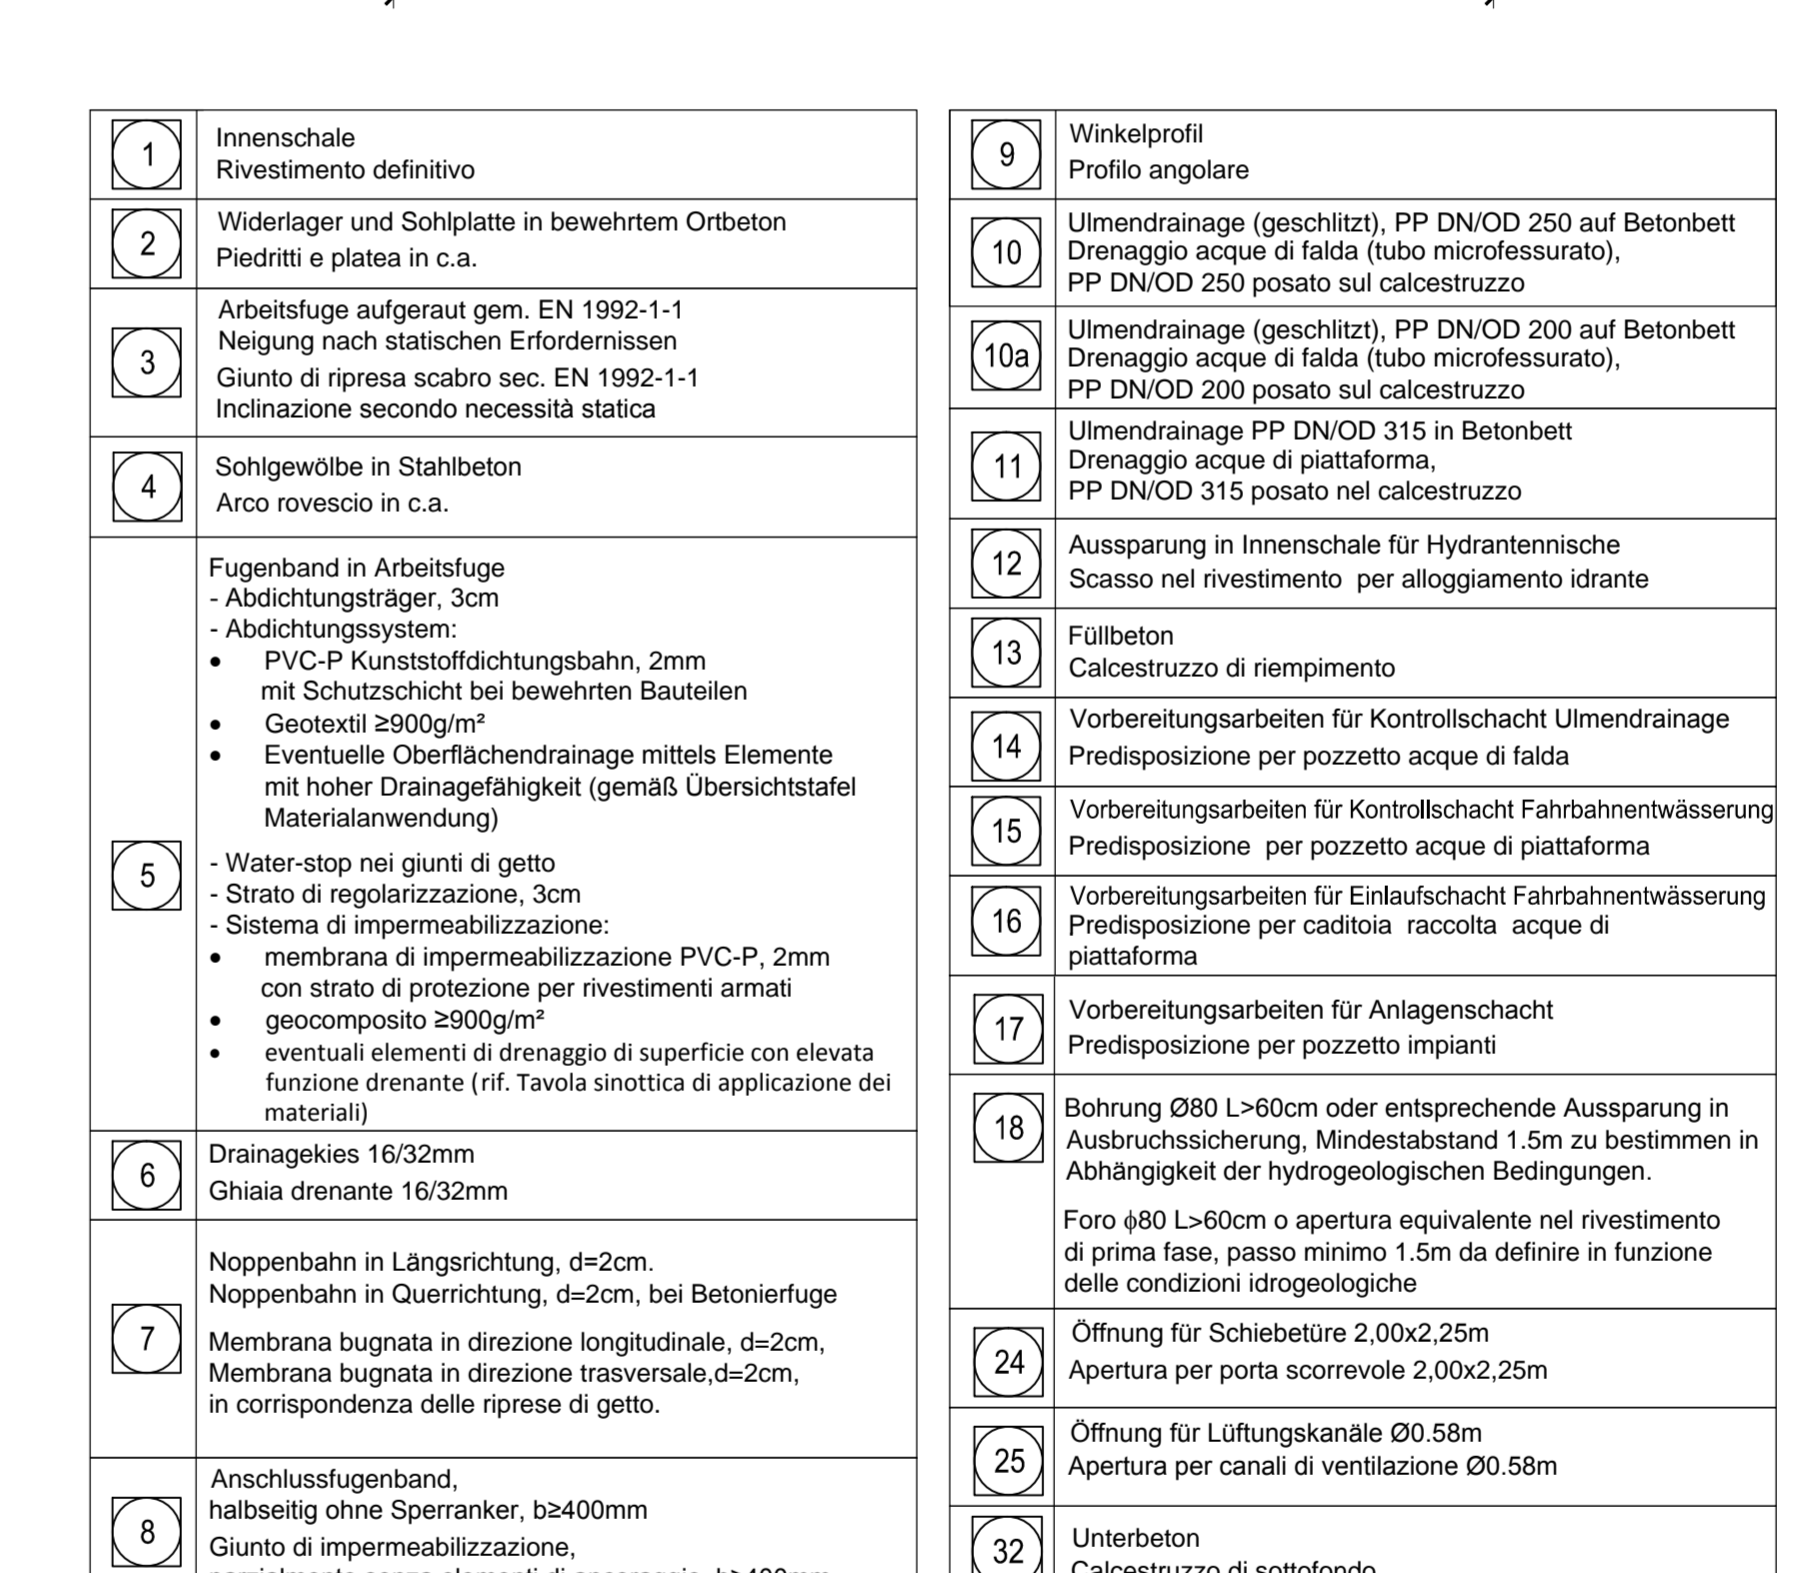 1
Innenschale
Rivestimento definitivo
2
Widerlager und Sohlplatte in bewehrtem Ortbeton
Piedritti e platea in c.a.
3
Arbeitsfuge aufgeraut gem. EN 1992-1-1
Neigung nach statischen Erfordernissen
Giunto di ripresa scabro sec. EN 1992-1-1
Inclinazione secondo necessità statica
4
Sohlgewölbe in Stahlbeton
Arco rovescio in c.a.
5
Fugenband in Arbeitsfuge
- Abdichtungsträger, 3cm
- Abdichtungssystem:
• PVC-P Kunststoffdichtungsbahn, 2mm
mit Schutzschicht bei bewehrten Bauteilen
• Geotextil ≥900g/m²
• Eventuelle Oberflächendrainage mittels Elemente
mit hoher Drainagefähigkeit (gemäß Übersichtstafel
Materialanwendung)
- Water-stop nei giunti di getto
- Strato di regolarizzazione, 3cm
- Sistema di impermeabilizzazione:
• membrana di impermeabilizzazione PVC-P, 2mm
con strato di protezione per rivestimenti armati
• geocomposito ≥900g/m²
• eventuali elementi di drenaggio di superficie con elevata
funzione drenante (rif. Tavola sinottica di applicazione dei
materiali)
6
Drainagekies 16/32mm
Ghiaia drenante 16/32mm
7
Noppenbahn in Längsrichtung, d=2cm.
Noppenbahn in Querrichtung, d=2cm, bei Betonierfuge
Membrana bugnata in direzione longitudinale, d=2cm,
Membrana bugnata in direzione trasversale,d=2cm,
in corrispondenza delle riprese di getto.
8
Anschlussfugenband,
halbseitig ohne Sperranker, b≥400mm
Giunto di impermeabilizzazione,
parzialmente senza elementi di ancoraggio, b≥400mm
9
Winkelprofil
Profilo angolare
10
Ulmendrainage (geschlitzt), PP DN/OD 250 auf Betonbett
Drenaggio acque di falda (tubo microfessurato),
PP DN/OD 250 posato sul calcestruzzo
10a
Ulmendrainage (geschlitzt), PP DN/OD 200 auf Betonbett
Drenaggio acque di falda (tubo microfessurato),
PP DN/OD 200 posato sul calcestruzzo
11
Ulmendrainage PP DN/OD 315 in Betonbett
Drenaggio acque di piattaforma,
PP DN/OD 315 posato nel calcestruzzo
12
Aussparung in Innenschale für Hydrantennische
Scasso nel rivestimento per alloggiamento idrante
13
Füllbeton
Calcestruzzo di riempimento
14
Vorbereitungsarbeiten für Kontrollschacht Ulmendrainage
Predisposizione per pozzetto acque di falda
15
Vorbereitungsarbeiten für Kontrollschacht Fahrbahnentwässerung
Predisposizione per pozzetto acque di piattaforma
16
Vorbereitungsarbeiten für Einlaufschacht Fahrbahnentwässerung
Predisposizione per caditoia raccolta acque di
piattaforma
17
Vorbereitungsarbeiten für Anlagenschacht
Predisposizione per pozzetto impianti
18
Bohrung Ø80 L>60cm oder entsprechende Aussparung in
Ausbruchssicherung, Mindestabstand 1.5m zu bestimmen in
Abhängigkeit der hydrogeologischen Bedingungen.
Foro ϕ80 L>60cm o apertura equivalente nel rivestimento
di prima fase, passo minimo 1.5m da definire in funzione
delle condizioni idrogeologiche
24
Öffnung für Schiebetüre 2,00x2,25m
Apertura per porta scorrevole 2,00x2,25m
25
Öffnung für Lüftungskanäle Ø0.58m
Apertura per canali di ventilazione Ø0.58m
32
Unterbeton
Calcestruzzo di sottofondo